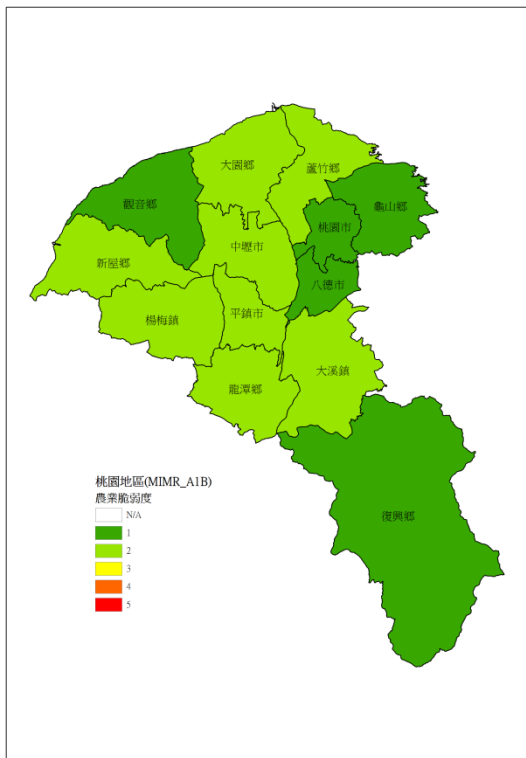 大園鄉
蘆竹鄉
觀音鄉
龜山鄉
桃園市
中壢市
新屋鄉
八德市
楊梅鎮
平鎮市
大溪鎮
龍潭鄉
復興鄉
桃園地區(MIMR_A1B)
農業脆弱度
N/A
1
2
3
4
5